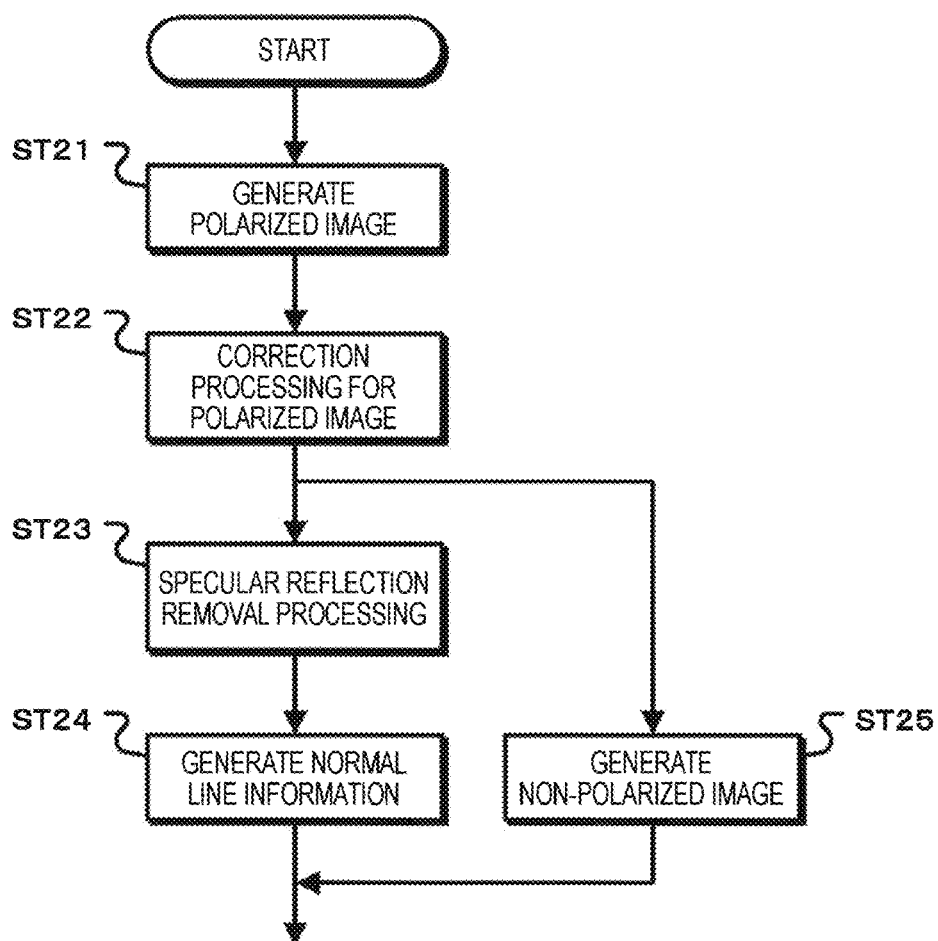 START
ST21
GENERATE
POLARIZED IMAGE
ST22
CORRECTION
PROCESSING FOR
POLARIZED IMAGE
ST23
SPECULAR REFLECTION
REMOVAL PROCESSING
ST24
GENERATE NORMAL
LINE INFORMATION
ST25
GENERATE
NON-POLARIZED IMAGE